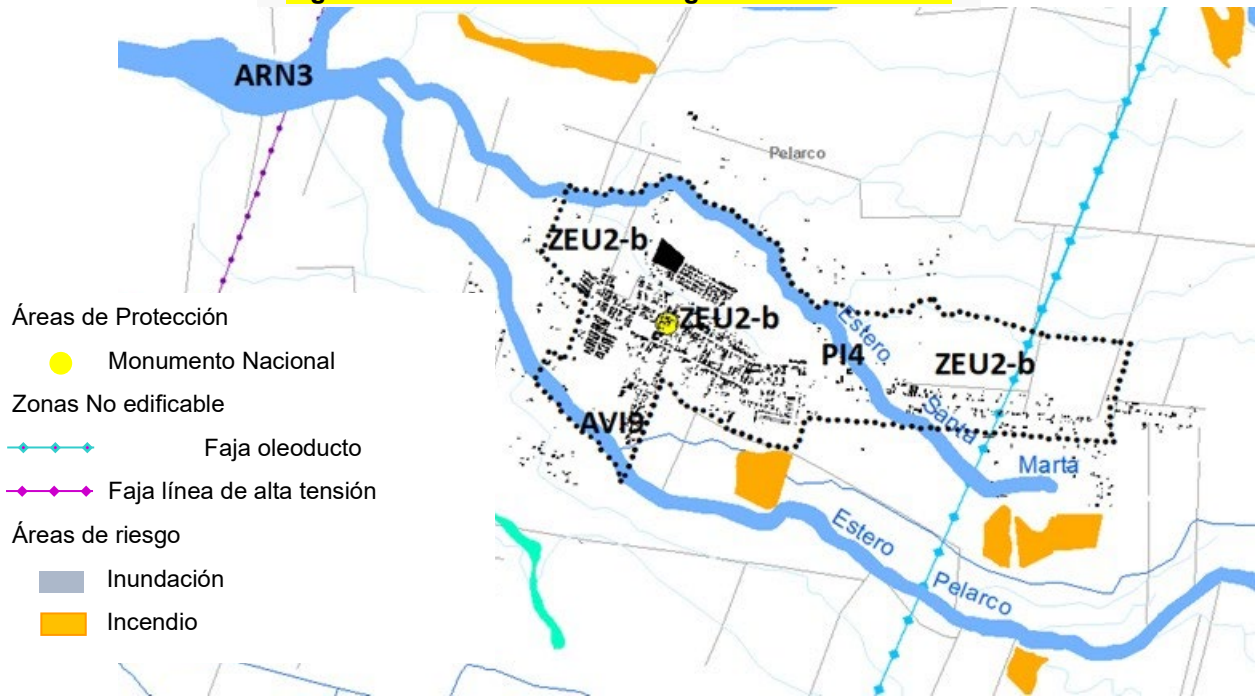 ARN3
Pelarco
ZEU2-b
ZEU2-b
Estero
PI4
ZEU2-b
Santa
AVI9
Marta
Estero
Pelarco
Áreas de Protección
Monumento Nacional
Zonas No edificable
Faja oleoducto
Faja línea de alta tensión
Áreas de riesgo
Inundación
Incendio